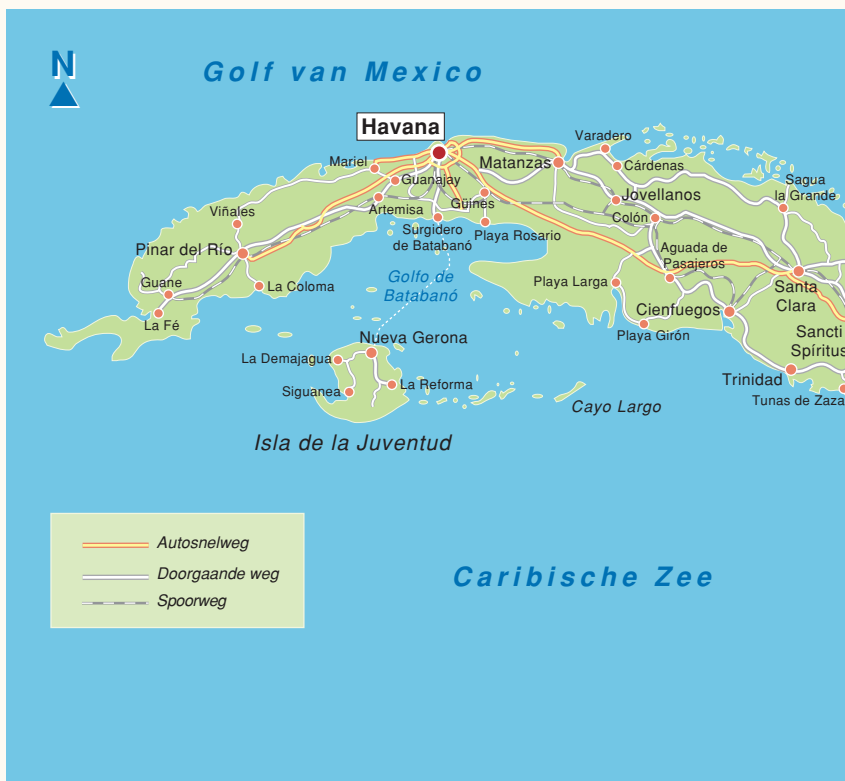 N
Golf van Mexico
Havana
Varadero
Mariel
Matanzas
Cárdenas
Guanajay
Sagua
la Grande
Güines
Jovellanos
Viñales
Artemisa
Colón
Surgidero
de Batabanó
Playa Rosario
Pinar del Río
Aguada de
Pasajeros
Golfo de
Batabanó
Guane
La Coloma
Playa Larga
Santa
Clara
Cienfuegos
La Fé
Nueva Gerona
Playa Girón
Sancti
Spíritus
La Demajagua
La Reforma
Trinidad
Siguanea
Cayo Largo
Tunas de Zaza
Isla de la Juventud
Autosnelweg
Doorgaande weg
Spoorweg
Caribische Zee